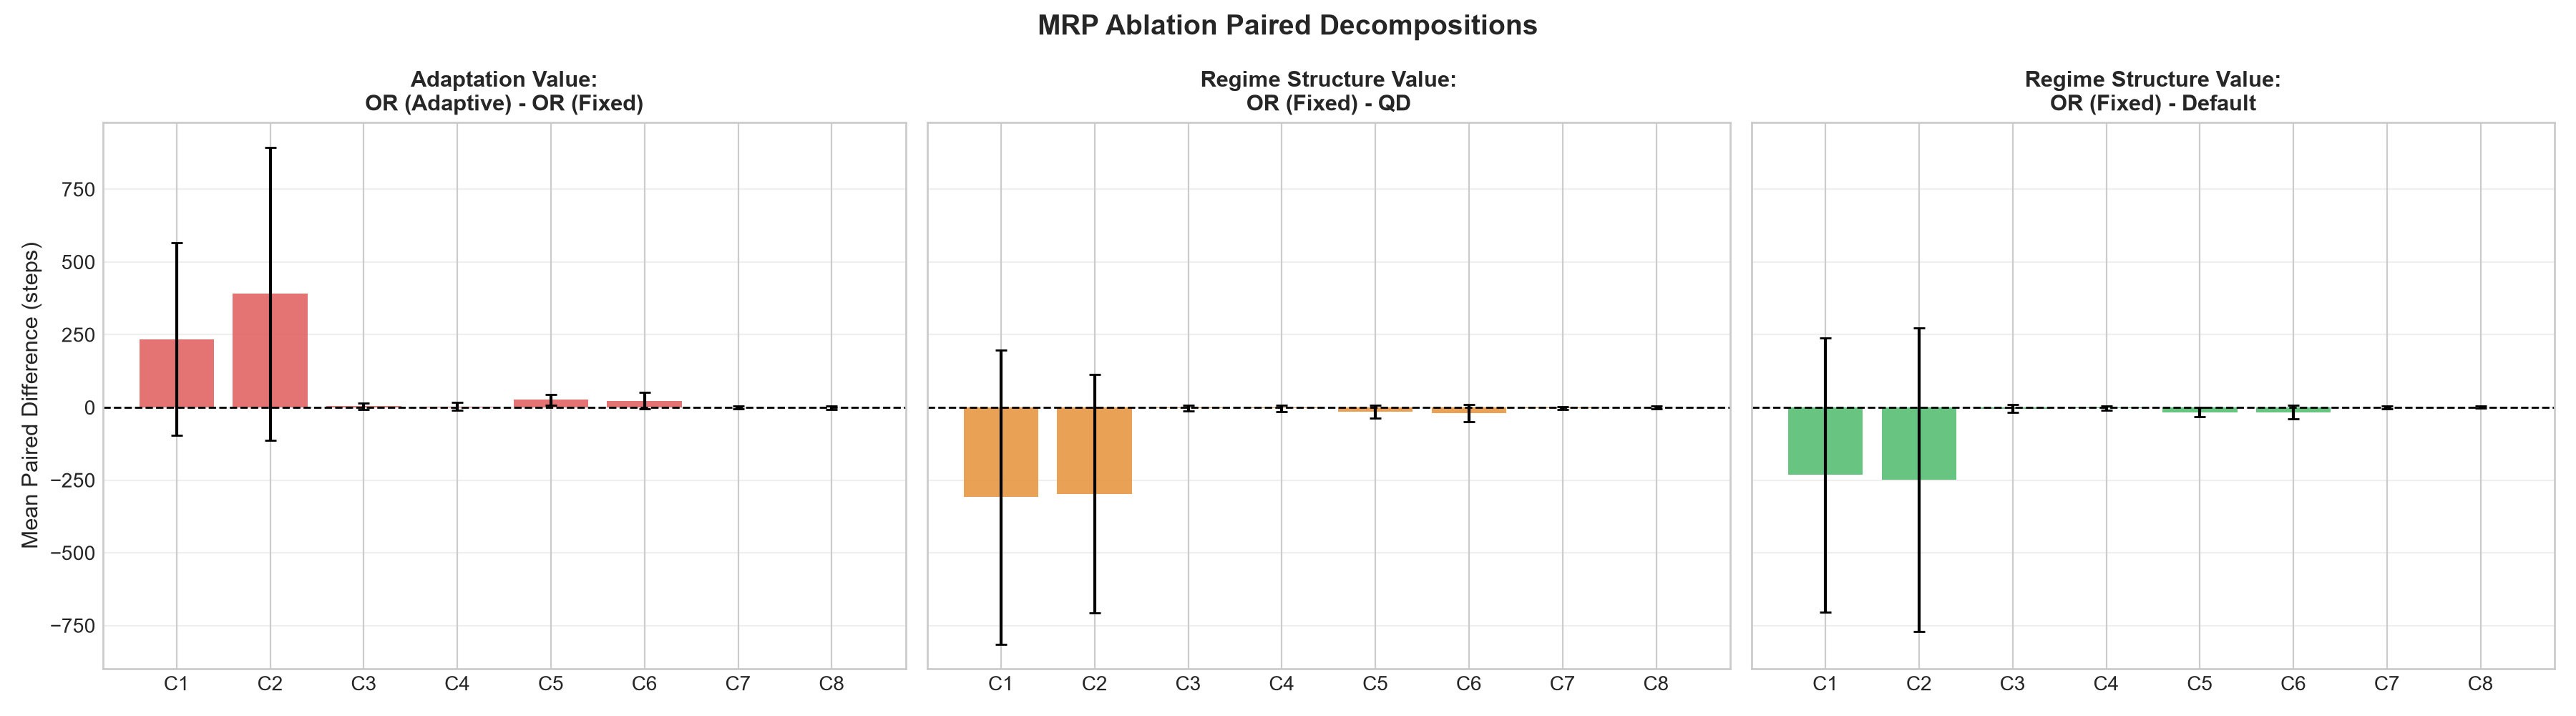 MRP Ablation Paired Decompositions
Adaptation Value:
OR (Adaptive) - OR (Fixed)
Regime Structure Value:
OR (Fixed) - QD
Regime Structure Value:
OR (Fixed) - Default
Mean Paired Difference (steps)
750
500
250
0
−250
−500
−750
C1 C2 C3 C4 C5 C6 C7 C8
C1 C2 C3 C4 C5 C6 C7 C8
C1 C2 C3 C4 C5 C6 C7 C8